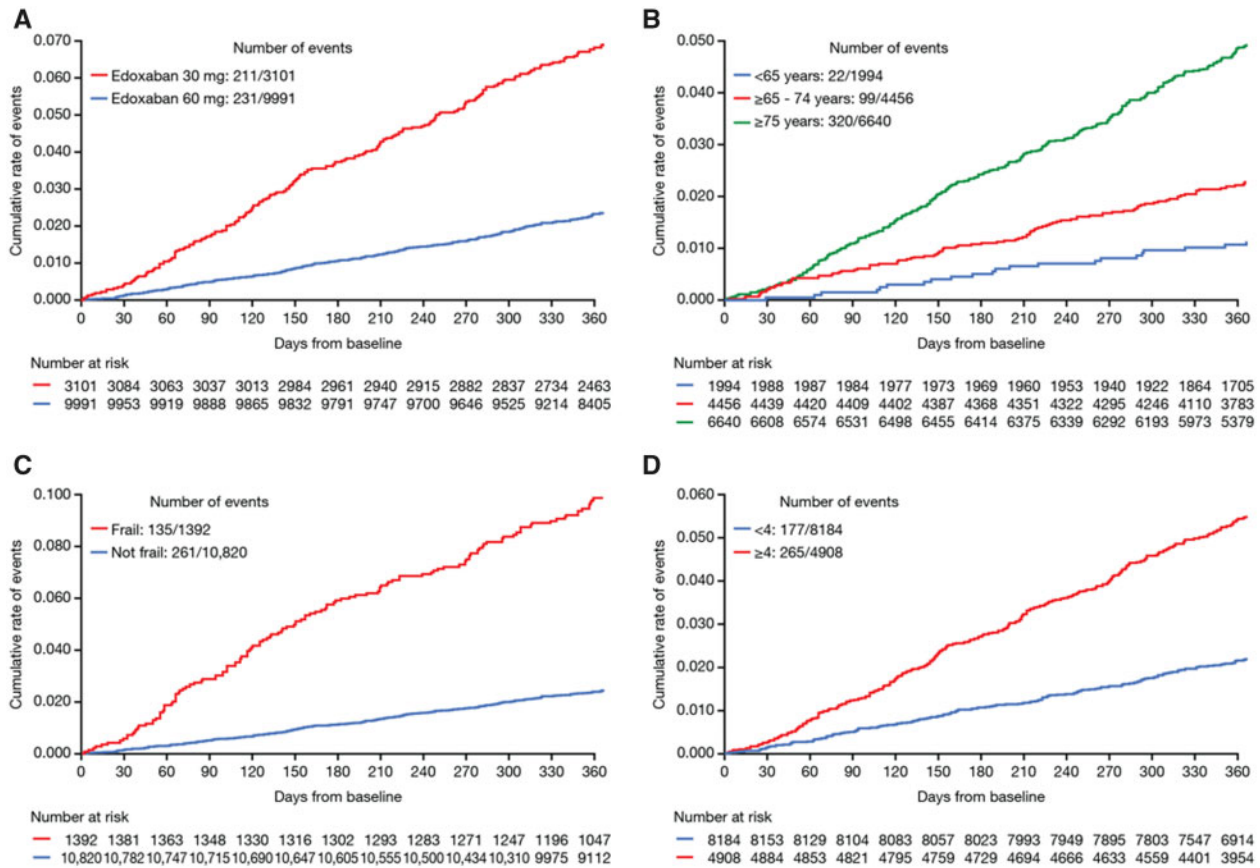 A
Number of events
Edoxaban 30 mg: 211/3101
Edoxaban 60 mg: 231/9991
Cumulative rate of events
0.070
0.060
0.050
0.040
0.030
0.020
0.010
0.000
0 30 60 90 120 150 180 210 240 270 300 330 360
Days from baseline
Number at risk
3101 3084 3063 3037 3013 2984 2961 2940 2915 2882 2837 2734 2463
9991 9953 9919 9888 9865 9832 9791 9747 9700 9646 9525 9214 8405
B
Number of events
<65 years: 22/1994
≥65 - 74 years: 99/4456
≥75 years: 320/6640
Cumulative rate of events
0.050
0.040
0.030
0.020
0.010
0.000
0 30 60 90 120 150 180 210 240 270 300 330 360
Days from baseline
Number at risk
1994 1988 1987 1984 1977 1973 1969 1960 1953 1940 1922 1864 1705
4456 4439 4420 4409 4402 4387 4368 4351 4322 4295 4246 4110 3783
6640 6608 6574 6531 6498 6455 6414 6375 6339 6292 6193 5973 5379
C
Number of events
Frail: 135/1392
Not frail: 261/10,820
Cumulative rate of events
0.100
0.080
0.060
0.040
0.020
0.000
0 30 60 90 120 150 180 210 240 270 300 330 360
Days from baseline
Number at risk
1392 1381 1363 1348 1330 1316 1302 1293 1283 1271 1247 1196 1047
10,820 10,782 10,747 10,715 10,690 10,647 10,605 10,555 10,500 10,434 10,310 9975 9112
D
Number of events
<4: 177/8184
≥4: 265/4908
Cumulative rate of events
0.060
0.050
0.040
0.030
0.020
0.010
0.000
0 30 60 90 120 150 180 210 240 270 300 330 360
Days from baseline
Number at risk
8184 8153 8129 8104 8083 8057 8023 7993 7949 7895 7803 7547 6914
4908 4884 4853 4821 4795 4759 4729 4694 4666 4633 4559 4401 3954